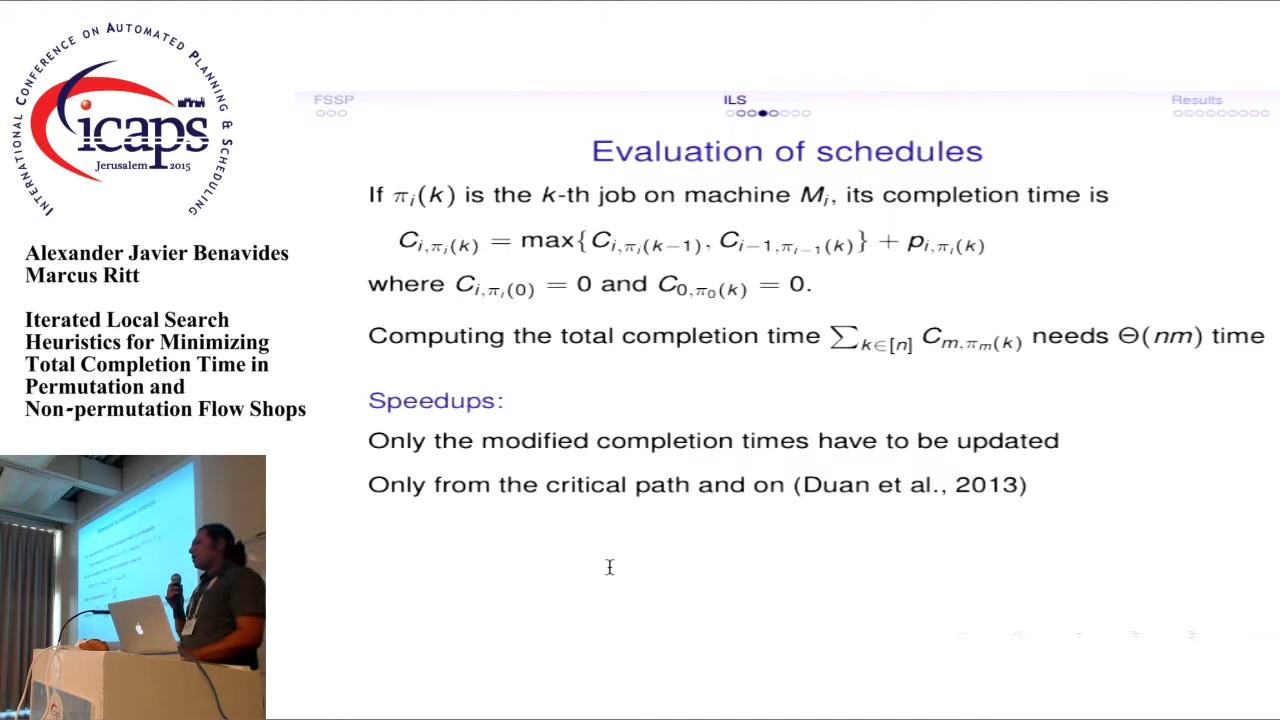 INTERNATIONAL CONFERENCE ON AUTOMATED PLANNING & SCHEDULING
icaps
Jerusalem 2015
Alexander Javier Benavides
Marcus Ritt
Iterated Local Search
Heuristics for Minimizing
Total Completion Time in
Permutation and
Non-permutation Flow Shops
FSSP
ILS
Results
Evaluation of schedules
If πᵢ(k) is the k-th job on machine Mᵢ, its completion time is
C_{i,πᵢ(k)} = max{C_{i,πᵢ(k−1)}, C_{i−1,πᵢ₋₁(k)}} + p_{i,πᵢ(k)}
where C_{i,πᵢ(0)} = 0 and C_{0,π₀(k)} = 0.
Computing the total completion time ∑_{k∈[n]} C_{m,πₘ(k)} needs Θ(nm) time
Speedups:
Only the modified completion times have to be updated
Only from the critical path and on (Duan et al., 2013)